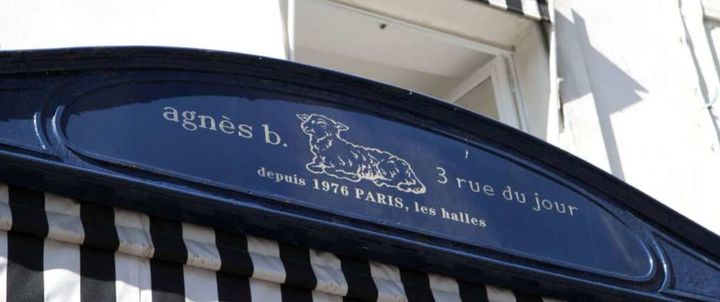 agnès b. 3 rue du jour
depuis 1976 PARIS, les halles